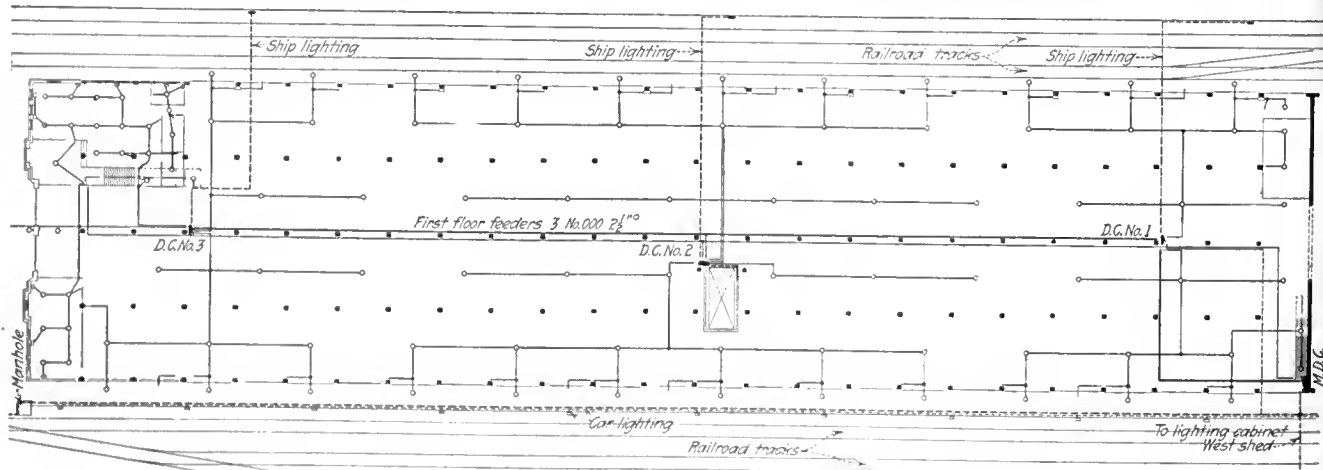 Ship lighting
Ship lighting
Railroad tracks
Ship lighting
First floor feeders 3 No.000 2½"
D.C.No.3
D.C.No.2
D.C.No.1
Manhole
M.D.C.
Car lighting
Railroad tracks
To lighting cabinet
West shed